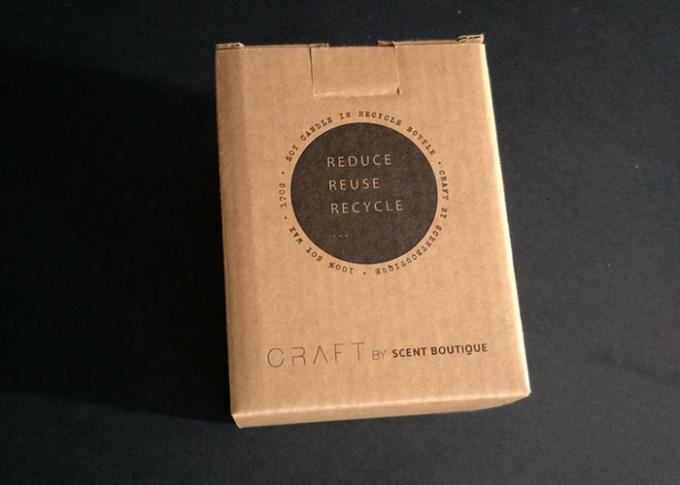 SOY CANDLE IN RECYCLE BOTTLE · CRAFT BY SCENTBOUTIQUE · 100% SOY WAX · 170G ·
REDUCE
REUSE
RECYCLE
...
CRAFT BY SCENT BOUTIQUE